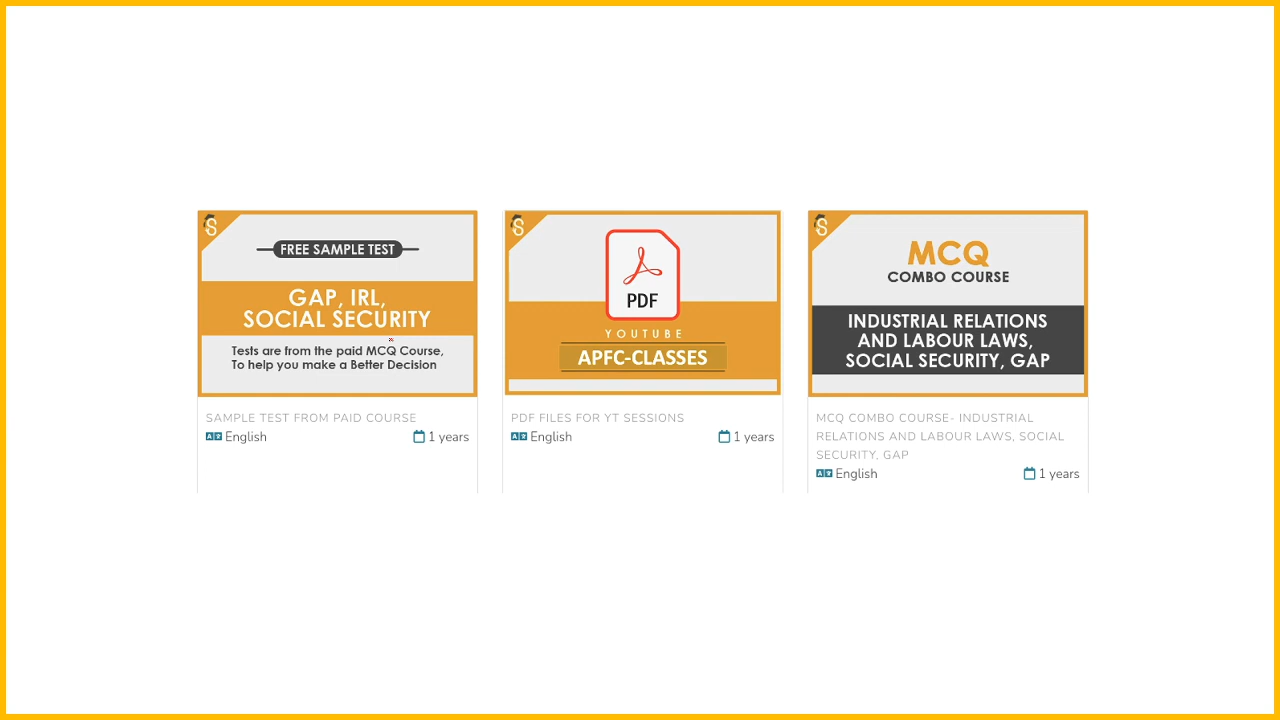 FREE SAMPLE TEST
GAP, IRL,
SOCIAL SECURITY
Tests are from the paid MCQ Course,
To help you make a Better Decision
SAMPLE TEST FROM PAID COURSE
English
1 years
PDF
YOUTUBE
APFC-CLASSES
PDF FILES FOR YT SESSIONS
English
1 years
MCQ
COMBO COURSE
INDUSTRIAL RELATIONS
AND LABOUR LAWS,
SOCIAL SECURITY, GAP
MCQ COMBO COURSE- INDUSTRIAL
RELATIONS AND LABOUR LAWS, SOCIAL
SECURITY. GAP
English
1 years